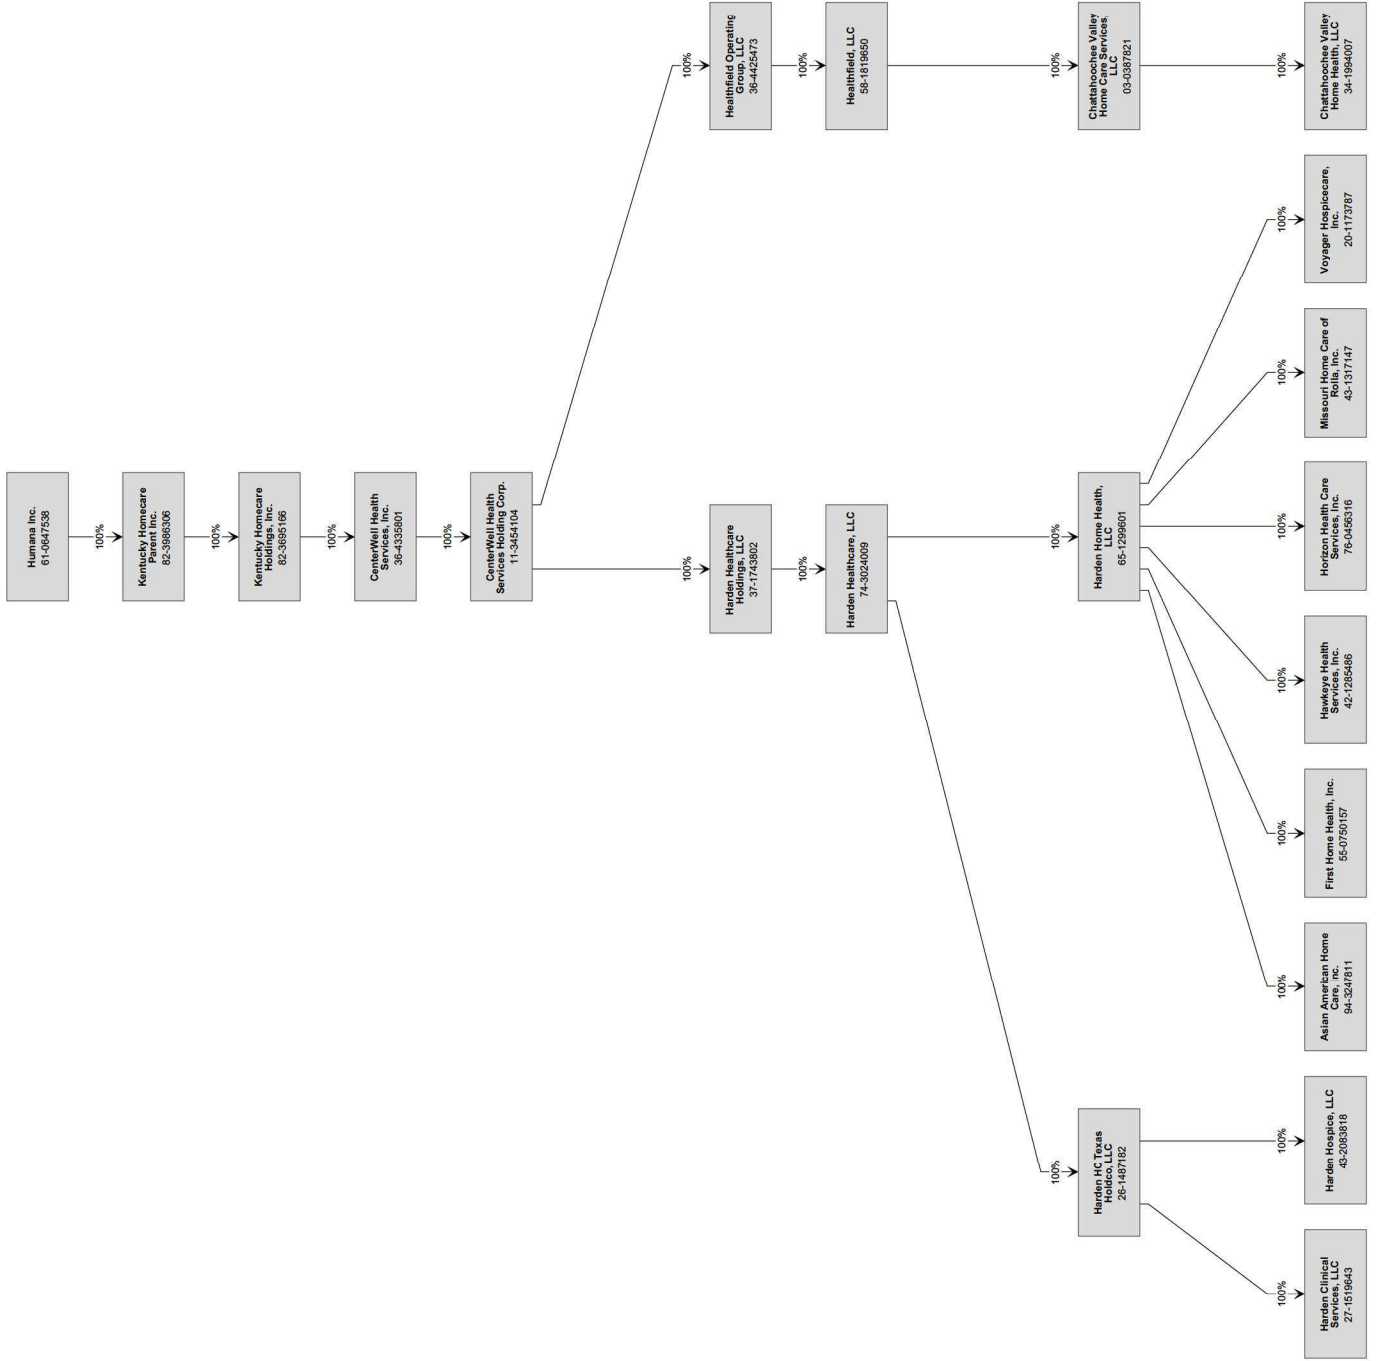 Humana Inc.
61-0647538
100%
Kentucky Homecare
Parent Inc.
82-3986306
100%
Kentucky Homecare
Holdings, Inc.
82-3695166
100%
CenterWell Health
Services, Inc.
36-4335801
100%
CenterWell Health
Services Holding Corp.
11-3454104
100%
100%
Harden Healthcare
Holdings, LLC
37-1743802
Healthfield Operating
Group, LLC
36-4425473
100%
100%
Harden Healthcare, LLC
74-3024009
Healthfield, LLC
58-1819650
100%
100%
100%
Harden HC Texas
Holdco, LLC
26-1487182
Harden Home Health,
LLC
65-1299601
Chattahoochee Valley
Home Care Services,
LLC
03-0387821
100%
100%
100%
100%
100%
100%
100%
100%
100%
Harden Clinical
Services, LLC
27-1519643
Harden Hospice, LLC
43-2083818
Asian American Home
Care, Inc.
94-3247811
First Home Health, Inc.
55-0750157
Hawkeye Health
Services, Inc.
42-1285486
Horizon Health Care
Services, Inc.
76-0456316
Missouri Home Care of
Rolla, Inc.
43-1317147
Voyager Hospicecare,
Inc.
20-1173787
Chattahoochee Valley
Home Health, LLC
34-1994007